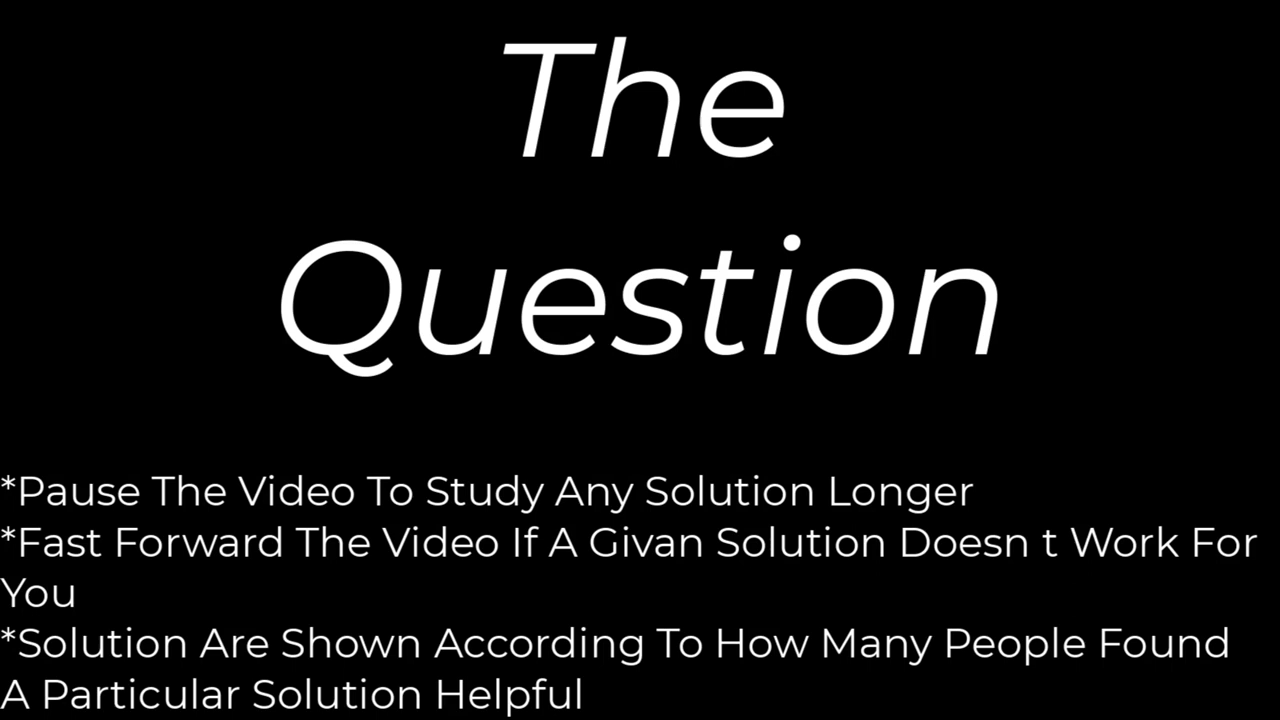 The
Question
*Pause The Video To Study Any Solution Longer
*Fast Forward The Video If A Givan Solution Doesn t Work For
You
*Solution Are Shown According To How Many People Found
A Particular Solution Helpful